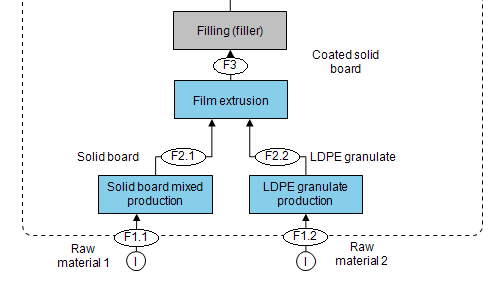 Filling (filler)
F3
Coated solid
board
Film extrusion
Solid board
F2.1
F2.2
LDPE granulate
Solid board mixed
production
LDPE granulate
production
F1.1
F1.2
Raw
material 1
I
I
Raw
material 2